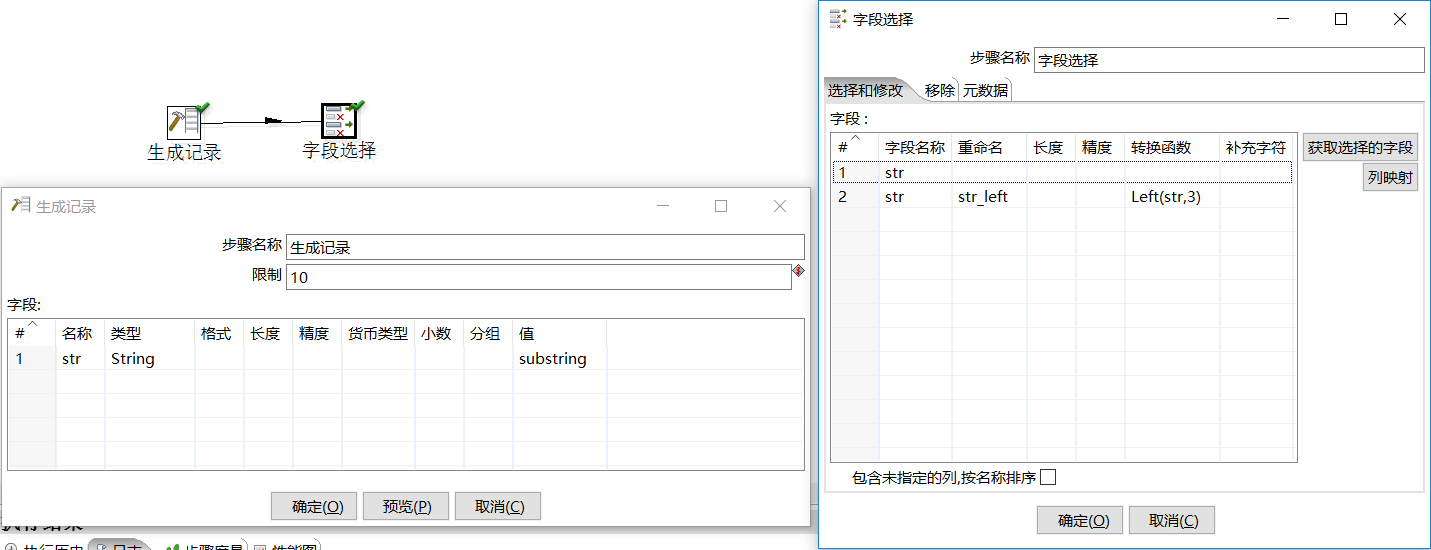 生成记录
字段选择
生成记录
步骤名称 生成记录
限制 10
字段:
# 名称 类型 格式 长度 精度 货币类型 小数 分组 值
1 str String substring
确定(O) 预览(P) 取消(C)
执行结果
执行历史 日志 步骤度量 性能图
字段选择
步骤名称 字段选择
选择和修改 移除 元数据
字段 :
# 字段名称 重命名 长度 精度 转换函数 补充字符
1 str
2 str str_left Left(str,3)
获取选择的字段
列映射
包含未指定的列,按名称排序
确定(O) 取消(C)